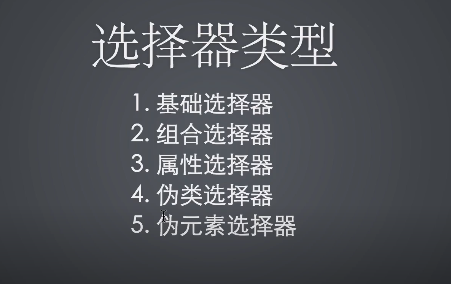 选择器类型
1. 基础选择器
2. 组合选择器
3. 属性选择器
4. 伪类选择器
5. 伪元素选择器